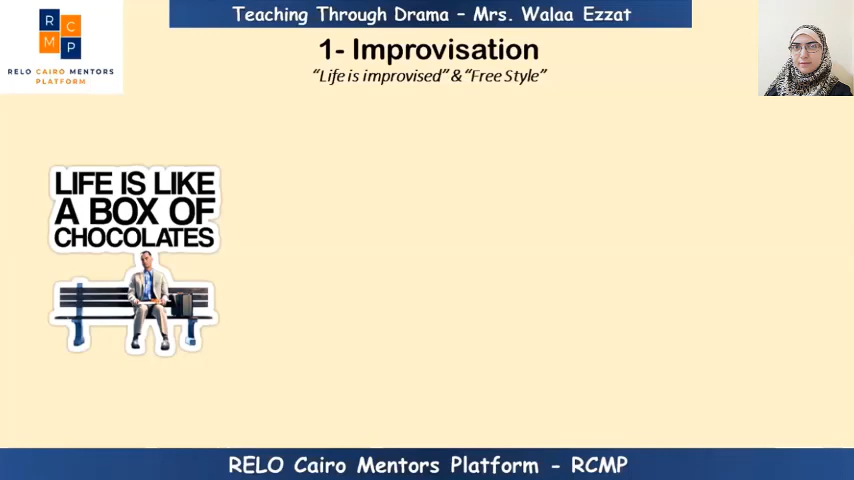 Teaching Through Drama – Mrs. Walaa Ezzat
R C
M P
RELO CAIRO MENTORS
PLATFORM
1- Improvisation
“Life is improvised” & “Free Style”
LIFE IS LIKE
A BOX OF
CHOCOLATES
RELO Cairo Mentors Platform - RCMP